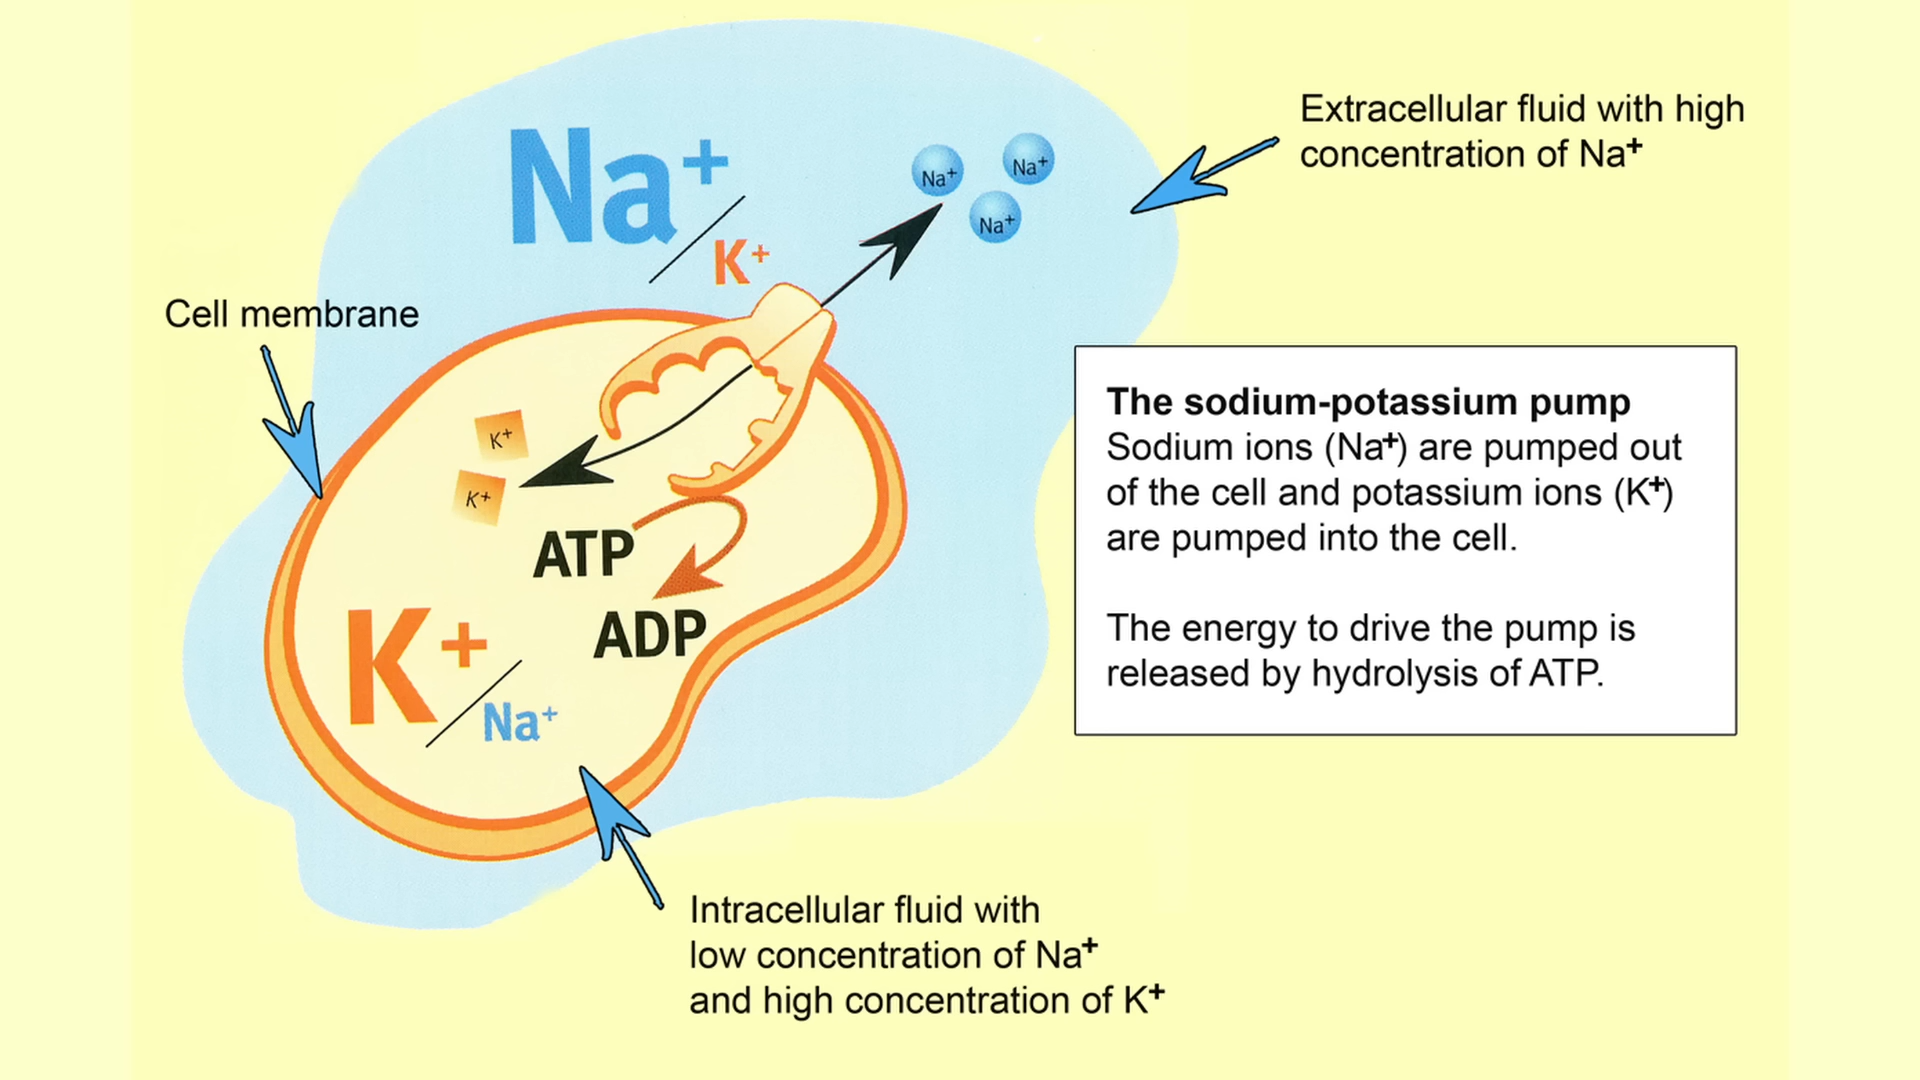 Extracellular fluid with high
concentration of Na⁺
Na⁺
K⁺
Na⁺
Na⁺
Na⁺
Cell membrane
The sodium-potassium pump
Sodium ions (Na⁺) are pumped out
of the cell and potassium ions (K⁺)
are pumped into the cell.
The energy to drive the pump is
released by hydrolysis of ATP.
K⁺
K⁺
ATP
ADP
K⁺
Na⁺
Intracellular fluid with
low concentration of Na⁺
and high concentration of K⁺